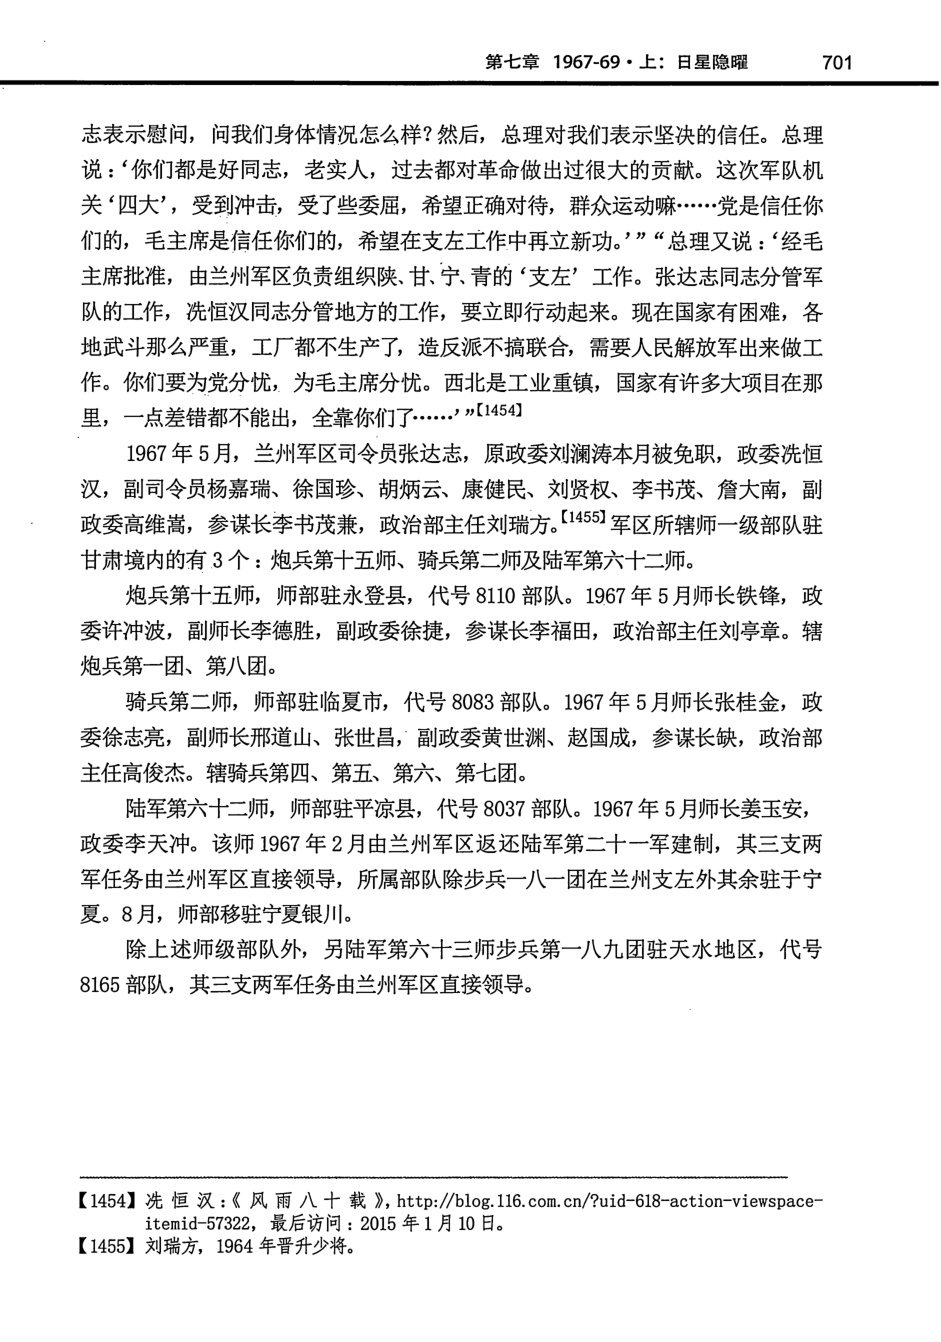 第七章 1967-69·上：日星隐曜 701
志表示慰问，问我们身体情况怎么样？然后，总理对我们表示坚决的信任。总理
说：‘你们都是好同志，老实人，过去都对革命做出过很大的贡献。这次军队机
关‘四大’，受到冲击，受了些委屈，希望正确对待，群众运动嘛……党是信任你
们的，毛主席是信任你们的，希望在支左工作中再立新功。’”“总理又说：‘经毛
主席批准，由兰州军区负责组织陕、甘、宁、青的‘支左’工作。张达志同志分管军
队的工作，冼恒汉同志分管地方的工作，要立即行动起来。现在国家有困难，各
地武斗那么严重，工厂都不生产了，造反派不搞联合，需要人民解放军出来做工
作。你们要为党分忧，为毛主席分忧。西北是工业重镇，国家有许多大项目在那
里，一点差错都不能出，全靠你们了……’”【1454】
1967年5月，兰州军区司令员张达志，原政委刘澜涛本月被免职，政委冼恒
汉，副司令员杨嘉瑞、徐国珍、胡炳云、康健民、刘贤权、李书茂、詹大南，副
政委高维嵩，参谋长李书茂兼，政治部主任刘瑞方。【1455】军区所辖师一级部队驻
甘肃境内的有3个：炮兵第十五师、骑兵第二师及陆军第六十二师。
炮兵第十五师，师部驻永登县，代号8110部队。1967年5月师长铁锋，政
委许冲波，副师长李德胜，副政委徐捷，参谋长李福田，政治部主任刘亭章。辖
炮兵第一团、第八团。
骑兵第二师，师部驻临夏市，代号8083部队。1967年5月师长张桂金，政
委徐志亮，副师长邢道山、张世昌，副政委黄世渊、赵国成，参谋长缺，政治部
主任高俊杰。辖骑兵第四、第五、第六、第七团。
陆军第六十二师，师部驻平凉县，代号8037部队。1967年5月师长姜玉安，
政委李天冲。该师1967年2月由兰州军区返还陆军第二十一军建制，其三支两
军任务由兰州军区直接领导，所属部队除步兵一八一团在兰州支左外其余驻于宁
夏。8月，师部移驻宁夏银川。
除上述师级部队外，另陆军第六十三师步兵第一八九团驻天水地区，代号
8165部队，其三支两军任务由兰州军区直接领导。
【1454】冼恒汉：《风雨八十载》，http://blog.116.com.cn/?uid-618-action-viewspace-
itemid-57322，最后访问：2015年1月10日。
【1455】刘瑞方，1964年晋升少将。